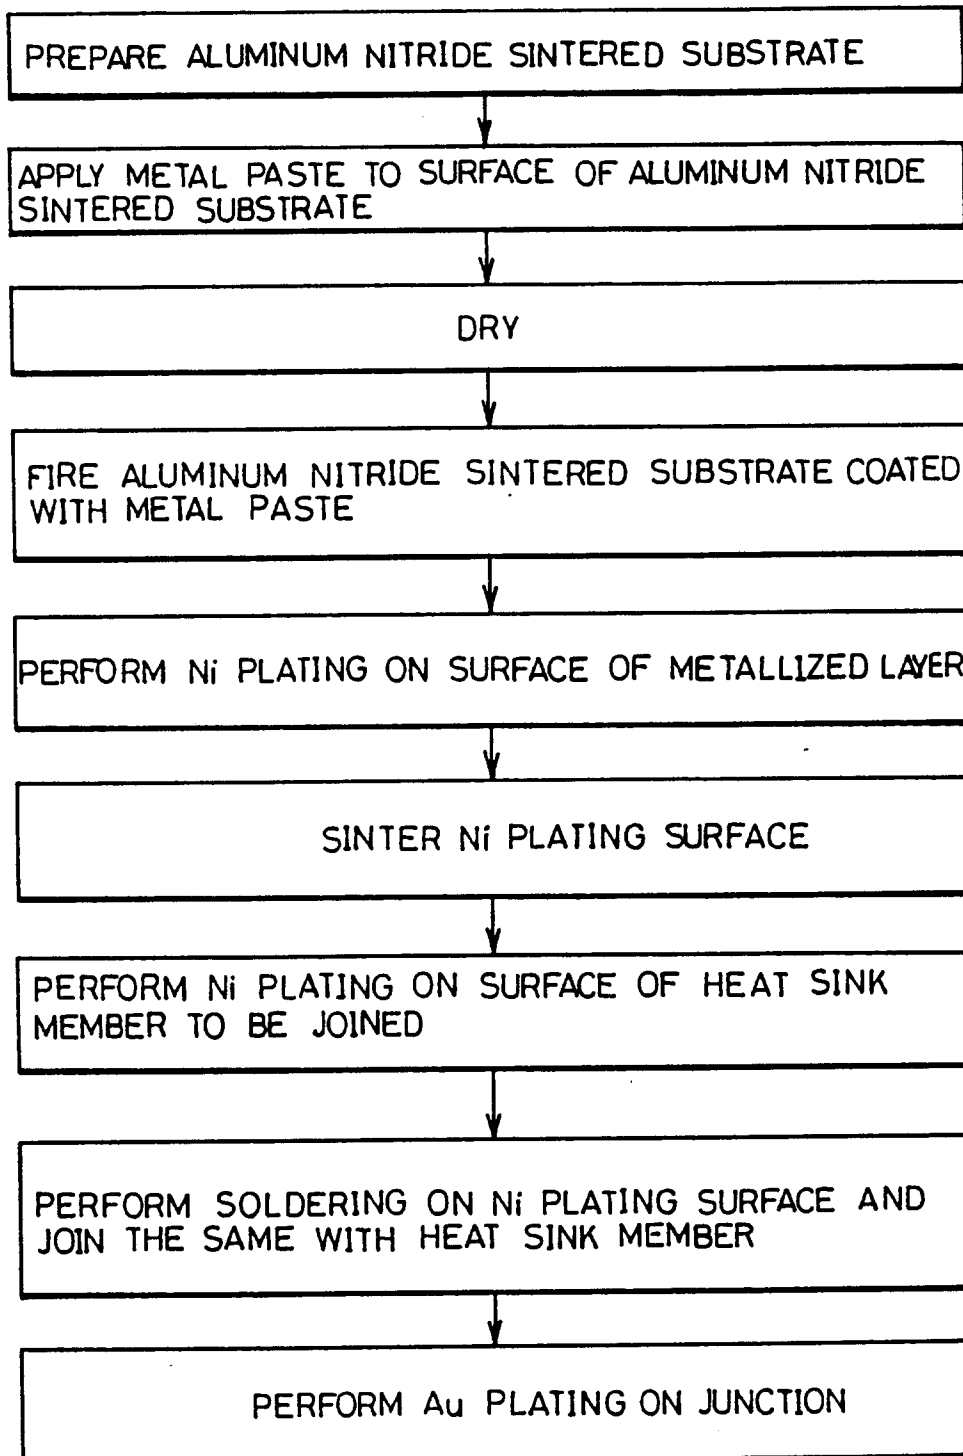 PREPARE ALUMINUM NITRIDE SINTERED SUBSTRATE
APPLY METAL PASTE TO SURFACE OF ALUMINUM NITRIDE
SINTERED SUBSTRATE
DRY
FIRE ALUMINUM NITRIDE SINTERED SUBSTRATE COATED
WITH METAL PASTE
PERFORM Ni PLATING ON SURFACE OF METALLIZED LAYER
SINTER Ni PLATING SURFACE
PERFORM Ni PLATING ON SURFACE OF HEAT SINK
MEMBER TO BE JOINED
PERFORM SOLDERING ON Ni PLATING SURFACE AND
JOIN THE SAME WITH HEAT SINK MEMBER
PERFORM Au PLATING ON JUNCTION